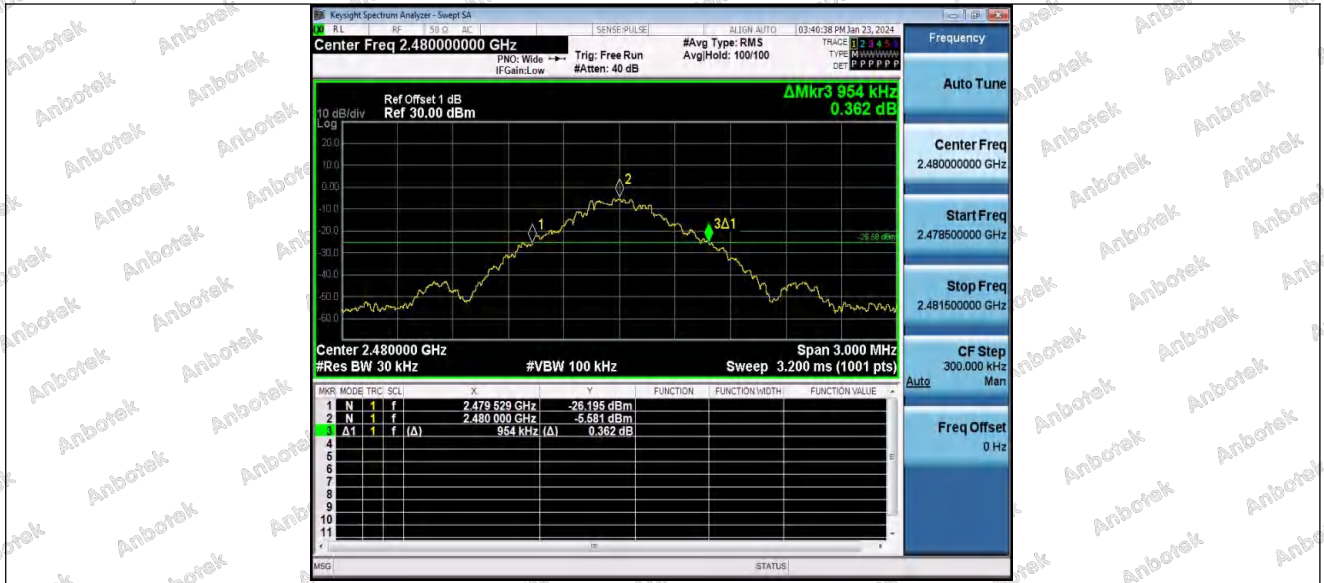 Keysight Spectrum Analyzer - Swept SA
RL RF 50 Ω AC SENSE:PULSE ALIGN AUTO 03:40:38 PM Jan 23, 2024
Center Freq 2.480000000 GHz
PNO: Wide
IFGain:Low
Trig: Free Run
#Atten: 40 dB
#Avg Type: RMS
Avg|Hold: 100/100
TRACE 1 2 3 4 5 6
TYPE M W W W W W
DET P P P P P P
Frequency
ΔMkr3 954 kHz
0.362 dB
10 dB/div
Log
Ref Offset 1 dB
Ref 30.00 dBm
20.0
10.0
0.00
-10.0
-20.0
-30.0
-40.0
-50.0
-60.0
1
2
3Δ1
-25.58 dBm
Center 2.480000 GHz Span 3.000 MHz
#Res BW 30 kHz #VBW 100 kHz Sweep 3.200 ms (1001 pts)
MKR MODE TRC SCL X Y FUNCTION FUNCTION WIDTH FUNCTION VALUE
1 N 1 f 2.479 529 GHz -26.195 dBm
2 N 1 f 2.480 000 GHz -5.581 dBm
3 Δ1 1 f (Δ) 954 kHz (Δ) 0.362 dB
4
5
6
7
8
9
10
11
MSG STATUS
Auto Tune
Center Freq
2.480000000 GHz
Start Freq
2.478500000 GHz
Stop Freq
2.481500000 GHz
CF Step
300.000 kHz
Auto Man
Freq Offset
0 Hz
Anbotek